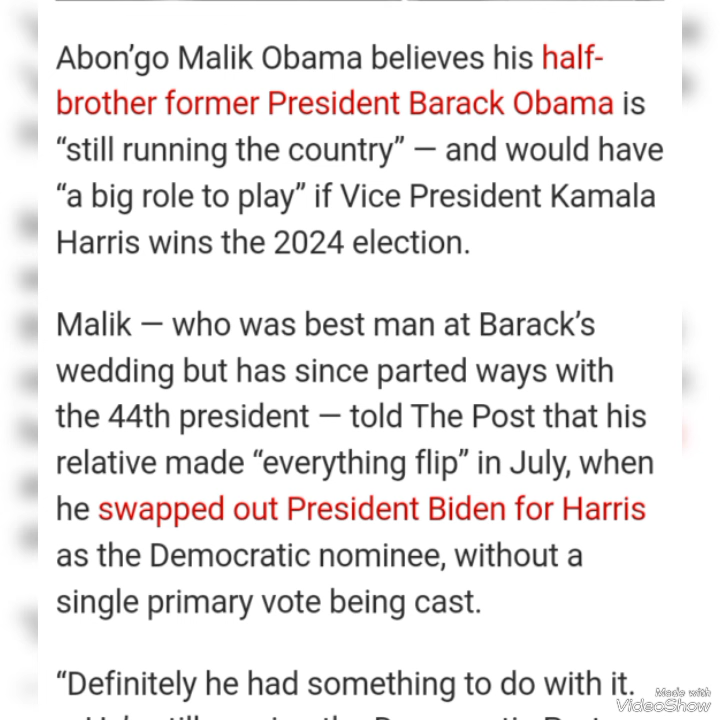 Abon’go Malik Obama believes his half-
brother former President Barack Obama is
“still running the country” — and would have
“a big role to play” if Vice President Kamala
Harris wins the 2024 election.
Malik — who was best man at Barack’s
wedding but has since parted ways with
the 44th president — told The Post that his
relative made “everything flip” in July, when
he swapped out President Biden for Harris
as the Democratic nominee, without a
single primary vote being cast.
“Definitely he had something to do with it.
Made with
VideoShow